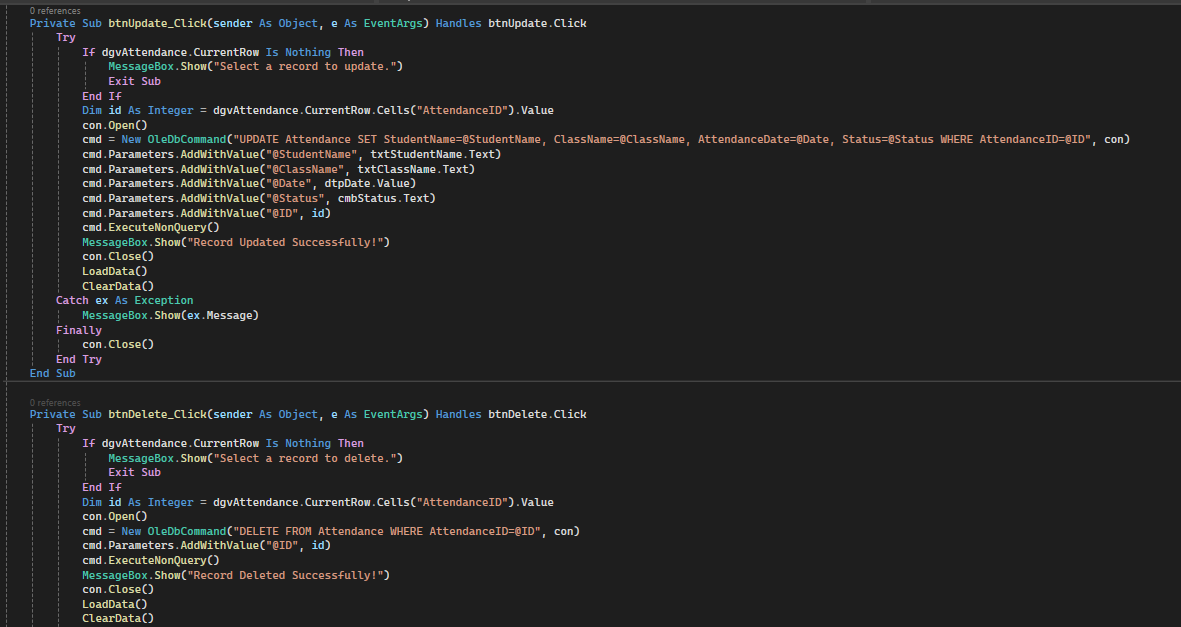 0 references
Private Sub btnUpdate_Click(sender As Object, e As EventArgs) Handles btnUpdate.Click
Try
If dgvAttendance.CurrentRow Is Nothing Then
MessageBox.Show("Select a record to update.")
Exit Sub
End If
Dim id As Integer = dgvAttendance.CurrentRow.Cells("AttendanceID").Value
con.Open()
cmd = New OleDbCommand("UPDATE Attendance SET StudentName=@StudentName, ClassName=@ClassName, AttendanceDate=@Date, Status=@Status WHERE AttendanceID=@ID", con)
cmd.Parameters.AddWithValue("@StudentName", txtStudentName.Text)
cmd.Parameters.AddWithValue("@ClassName", txtClassName.Text)
cmd.Parameters.AddWithValue("@Date", dtpDate.Value)
cmd.Parameters.AddWithValue("@Status", cmbStatus.Text)
cmd.Parameters.AddWithValue("@ID", id)
cmd.ExecuteNonQuery()
MessageBox.Show("Record Updated Successfully!")
con.Close()
LoadData()
ClearData()
Catch ex As Exception
MessageBox.Show(ex.Message)
Finally
con.Close()
End Try
End Sub
0 references
Private Sub btnDelete_Click(sender As Object, e As EventArgs) Handles btnDelete.Click
Try
If dgvAttendance.CurrentRow Is Nothing Then
MessageBox.Show("Select a record to delete.")
Exit Sub
End If
Dim id As Integer = dgvAttendance.CurrentRow.Cells("AttendanceID").Value
con.Open()
cmd = New OleDbCommand("DELETE FROM Attendance WHERE AttendanceID=@ID", con)
cmd.Parameters.AddWithValue("@ID", id)
cmd.ExecuteNonQuery()
MessageBox.Show("Record Deleted Successfully!")
con.Close()
LoadData()
ClearData()